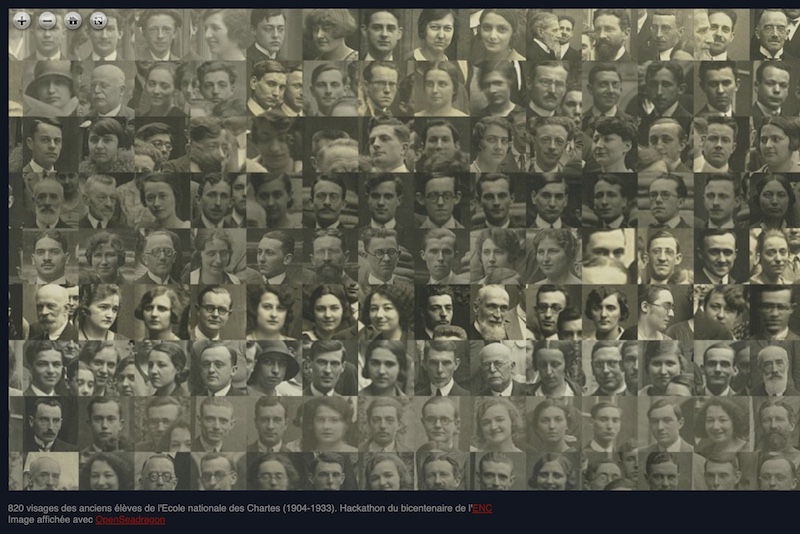 820 visages des anciens élèves de l'Ecole nationale des Chartes (1904-1933). Hackathon du bicentenaire de l'ENC
Image affichée avec OpenSeadragon